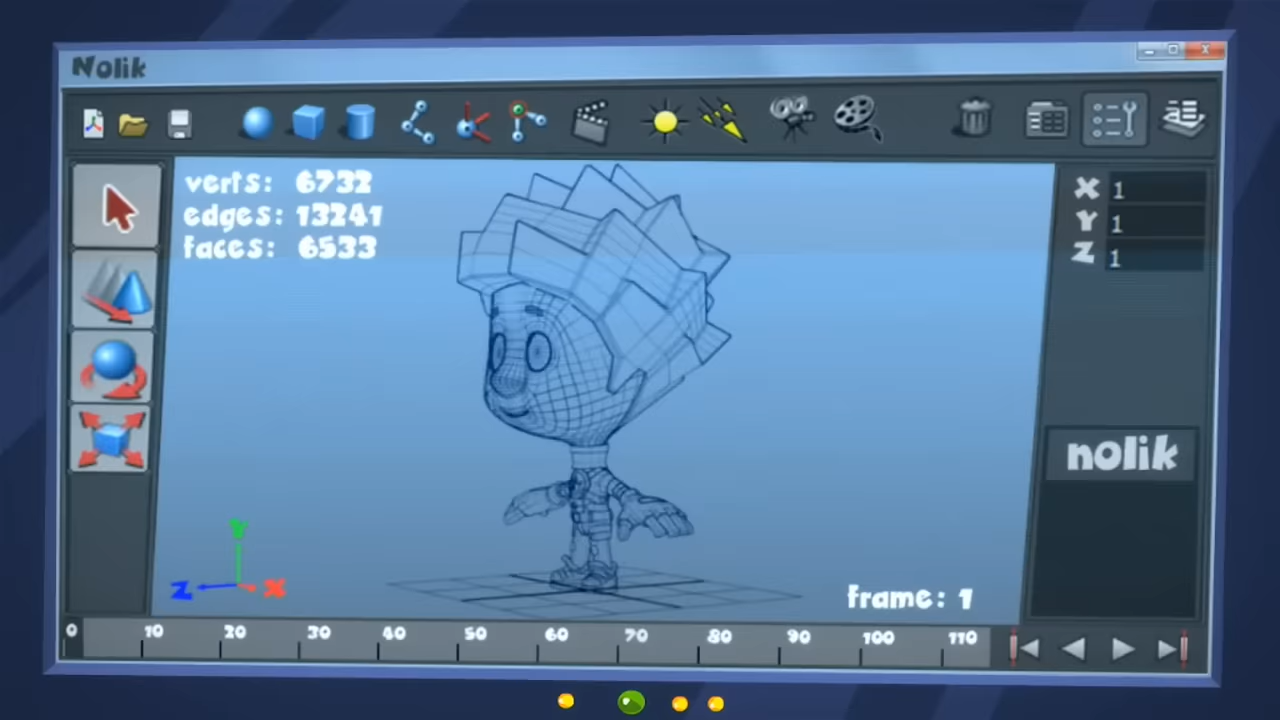 Nolik
verts: 6732
edges: 13241
faces: 6533
X 1
Y 1
Z 1
nolik
Y
Z X
frame: 1
0 10 20 30 40 50 60 70 80 90 100 110